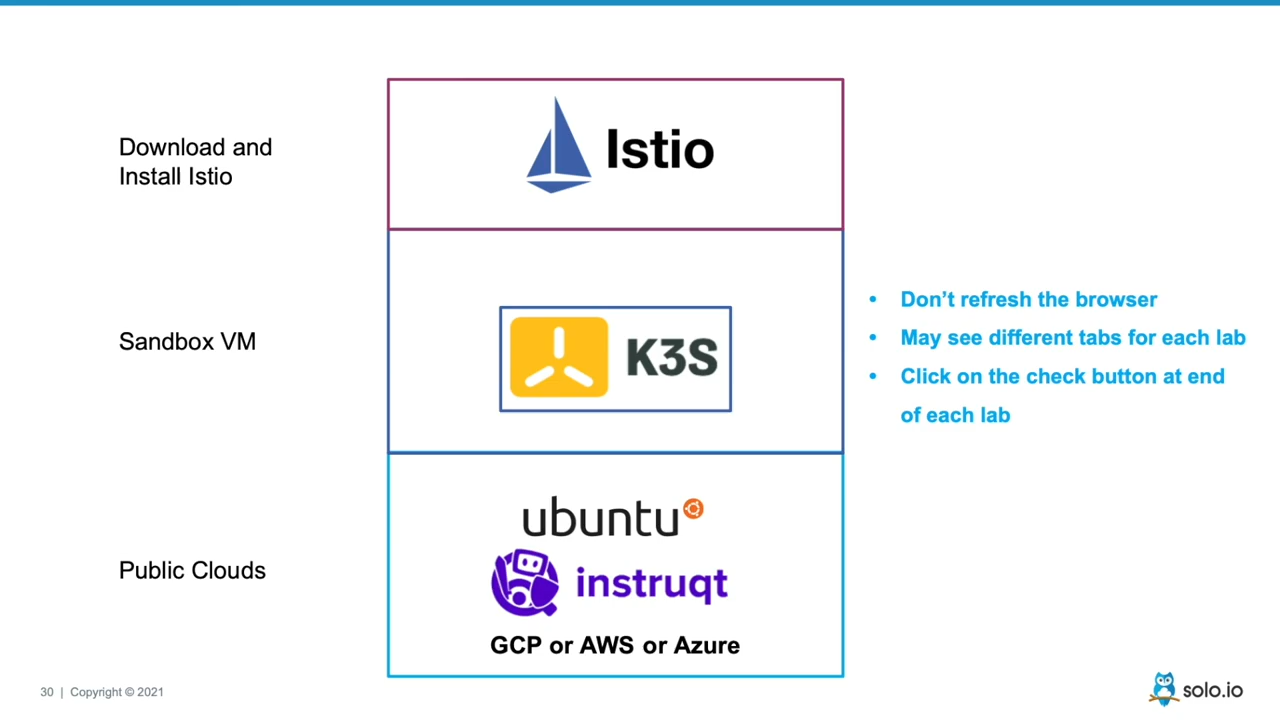 Download and
Install Istio
Istio
Sandbox VM
K3S
• Don’t refresh the browser
• May see different tabs for each lab
• Click on the check button at end
of each lab
Public Clouds
ubuntu
instruqt
GCP or AWS or Azure
30 | Copyright © 2021
solo.io